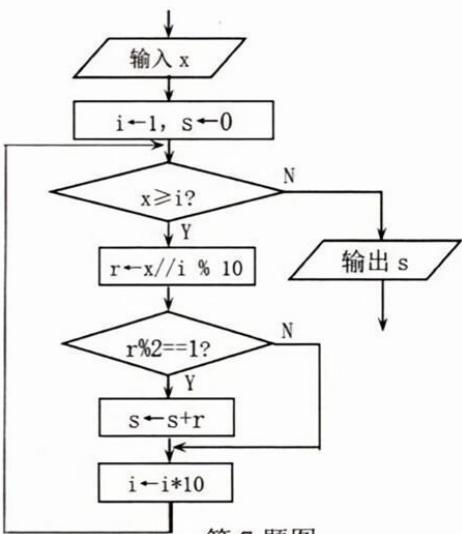 输入 x
i←1, s←0
x≥i?
N
Y
r←x//i % 10
输出 s
r%2==1?
N
Y
s←s+r
i←i*10